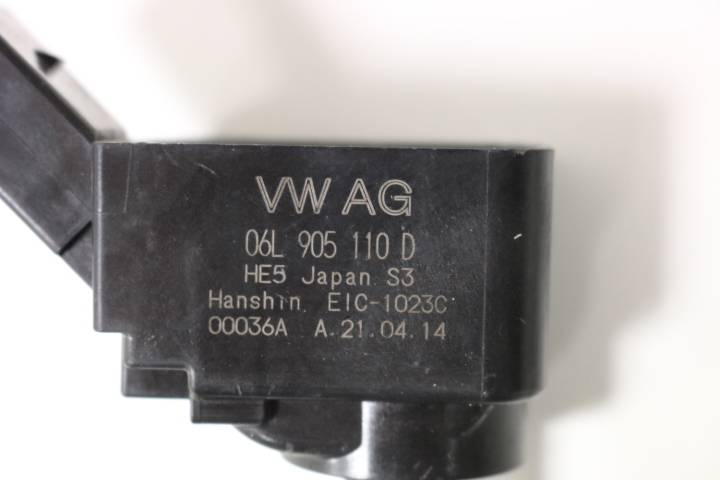 VW AG
06L 905 110 D
HE5 Japan S3
Hanshin EIC-1023C
00036A A.21.04.14